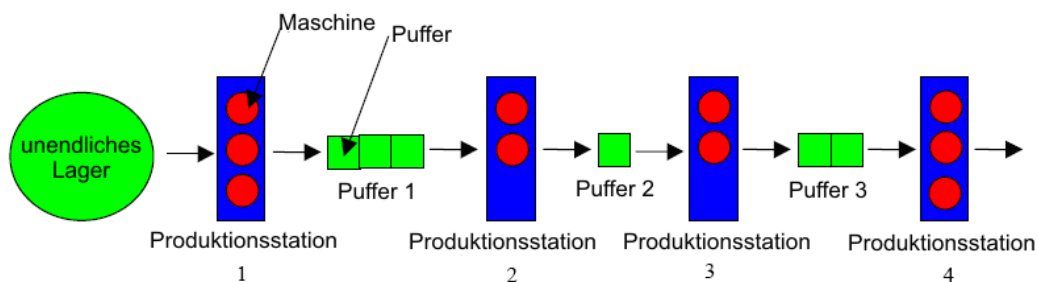 Maschine
Puffer
unendliches
Lager
Puffer 1
Puffer 2
Puffer 3
Produktionsstation
1
Produktionsstation
2
Produktionsstation
3
Produktionsstation
4